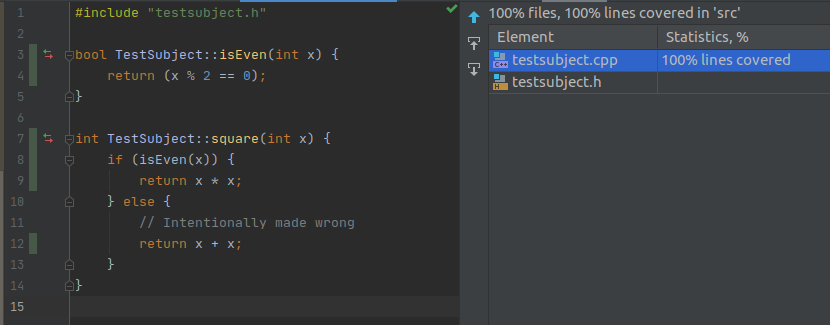 1 #include "testsubject.h"
2
3 bool TestSubject::isEven(int x) {
4     return (x % 2 == 0);
5 }
6
7 int TestSubject::square(int x) {
8     if (isEven(x)) {
9         return x * x;
10     } else {
11         // Intentionally made wrong
12         return x + x;
13     }
14 }
15
100% files, 100% lines covered in 'src'
Element Statistics, %
C++ testsubject.cpp 100% lines covered
H testsubject.h